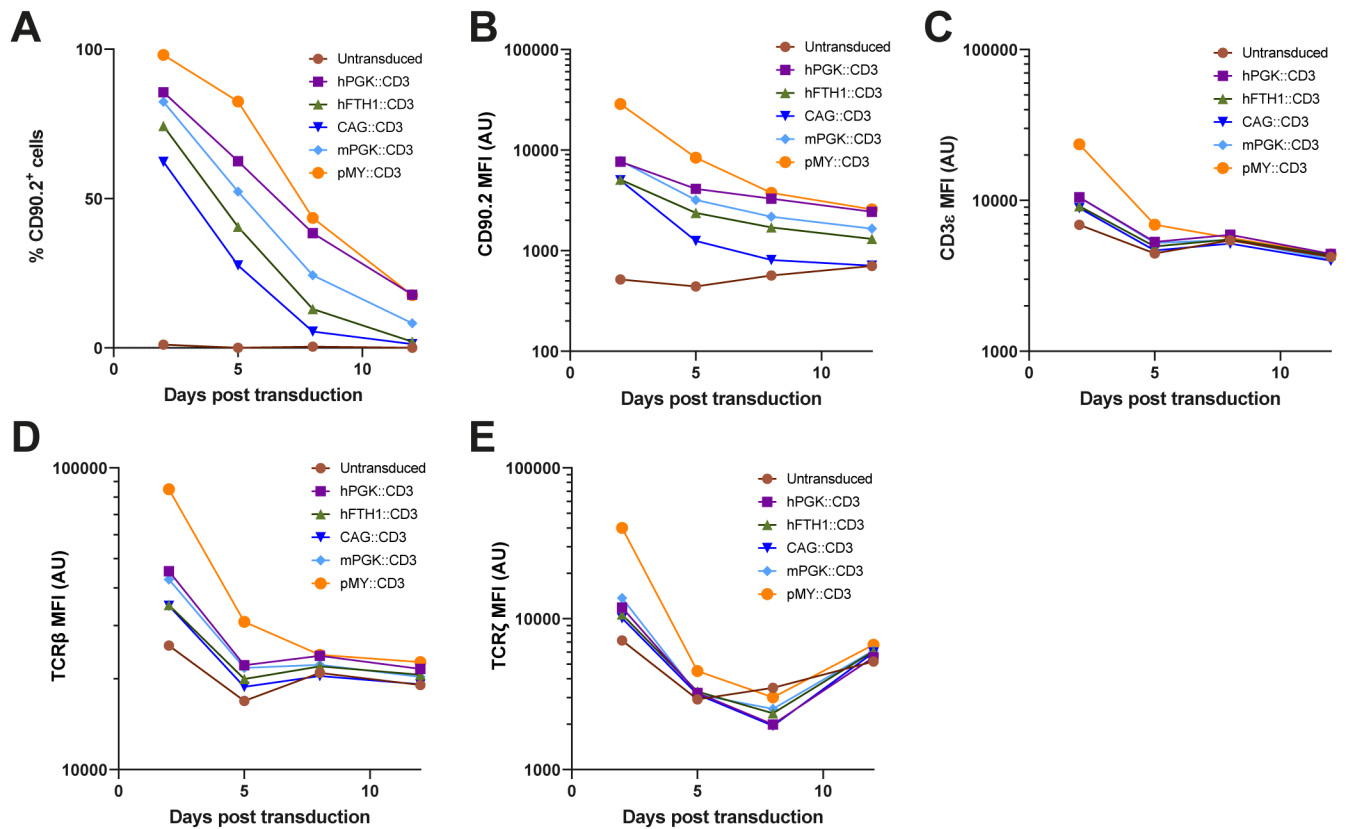 A
% CD90.2+ cells
100
50
0
0
5
10
Days post transduction
Untransduced
hPGK::CD3
hFTH1::CD3
CAG::CD3
mPGK::CD3
pMY::CD3
B
CD90.2 MFI (AU)
100000
10000
1000
100
0
5
10
Days post transduction
Untransduced
hPGK::CD3
hFTH1::CD3
CAG::CD3
mPGK::CD3
pMY::CD3
C
CD3ε MFI (AU)
100000
10000
1000
0
5
10
Days post transduction
Untransduced
hPGK::CD3
hFTH1::CD3
CAG::CD3
mPGK::CD3
pMY::CD3
D
TCRβ MFI (AU)
100000
10000
0
5
10
Days post transduction
Untransduced
hPGK::CD3
hFTH1::CD3
CAG::CD3
mPGK::CD3
pMY::CD3
E
TCRζ MFI (AU)
100000
10000
1000
0
5
10
Days post transduction
Untransduced
hPGK::CD3
hFTH1::CD3
CAG::CD3
mPGK::CD3
pMY::CD3